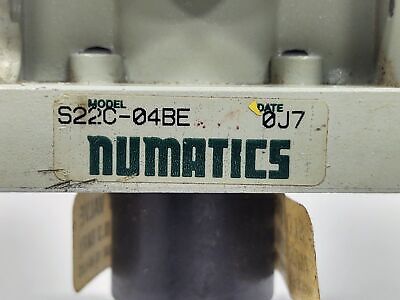 MODEL DATE
S22C-04BE 0J7
NUMATICS